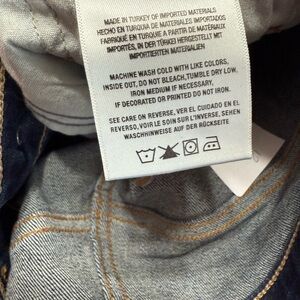 MADE IN TURKEY OF IMPORTED MATERIALS
HECHO EN TURQUIA DE MATERIALES IMPORTADOS
FABRIQUÉ EN TURQUIE A PARTIR DE MATIÈRES
IMPORTÉES, IN DER TÜRKEI HERGESTELLT MIT
IMPORTIERTEN MATERIALIEN
MACHINE WASH COLD WITH LIKE COLORS,
INSIDE OUT, DO NOT BLEACH,TUMBLE DRY LOW.
IRON MEDIUM IF NECESSARY.
IF DECORATED OR PRINTED DO NOT IRON.
SEE CARE ON REVERSE, VER EL CUIDADO EN EL
REVERSO, VOIR LE SOIN SUR L'INVERSE, SEHEN
WASCHHINWEISE AUF DER RÜCKSEITE